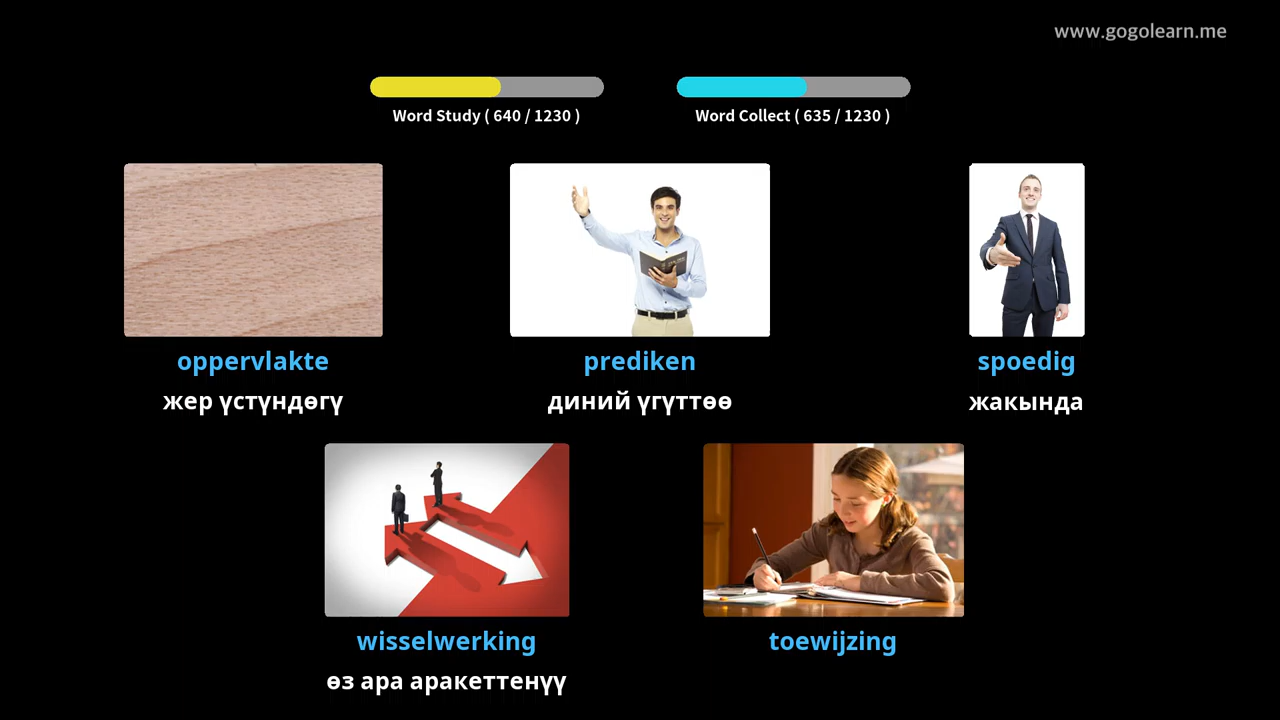 www.gogolearn.me
Word Study ( 640 / 1230 )
Word Collect ( 635 / 1230 )
oppervlakte
жер үстүндөгү
prediken
диний үгүттөө
spoedig
жакында
wisselwerking
өз ара аракеттенүү
toewijzing